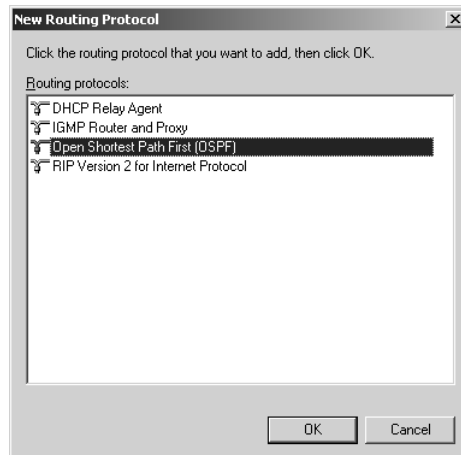 New Routing Protocol
Click the routing protocol that you want to add, then click OK.
Routing protocols:
DHCP Relay Agent
IGMP Router and Proxy
Open Shortest Path First (OSPF)
RIP Version 2 for Internet Protocol
OK
Cancel